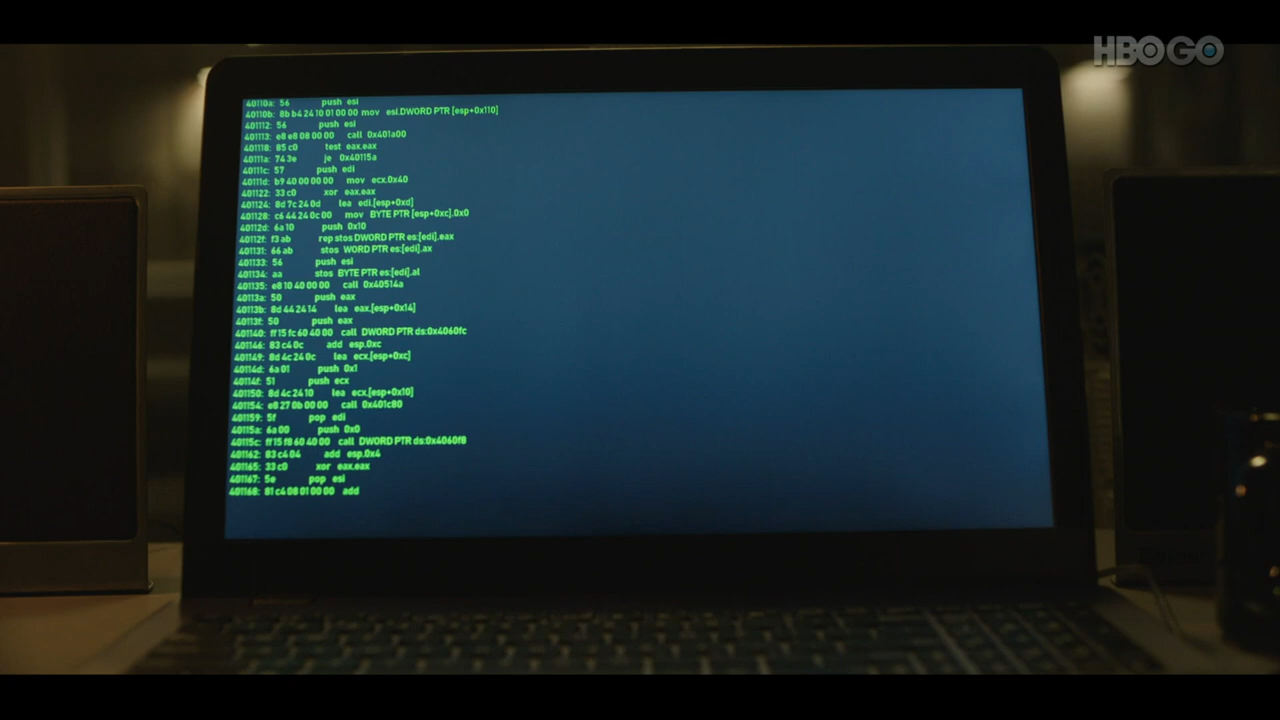 HBO GO
40110a: 56 push esi
40110b: 8b b4 24 10 01 00 00 mov esi.DWORD PTR [esp+0x110]
401112: 56 push esi
401113: e8 e8 08 00 00 call 0x401a00
401118: 85 c0 test eax.eax
40111a: 74 3e je 0x40115a
40111c: 57 push edi
40111d: b9 40 00 00 00 mov ecx.0x40
401122: 33 c0 xor eax.eax
401124: 8d 7c 24 0d lea edi.[esp+0xd]
401128: c6 44 24 0c 00 mov BYTE PTR [esp+0xc].0x0
40112d: 6a 10 push 0x10
40112f: f3 ab rep stos DWORD PTR es:[edi].eax
401131: 66 ab stos WORD PTR es:[edi].ax
401133: 56 push esi
401134: aa stos BYTE PTR es:[edi].al
401135: e8 10 40 00 00 call 0x40514a
40113a: 50 push eax
40113b: 8d 44 24 14 lea eax.[esp+0x14]
40113f: 50 push eax
401140: ff 15 fc 60 40 00 call DWORD PTR ds:0x4060fc
401146: 83 c4 0c add esp.0xc
401149: 8d 4c 24 0c lea ecx.[esp+0xc]
40114d: 6a 01 push 0x1
40114f: 51 push ecx
401150: 8d 4c 24 10 lea ecx.[esp+0x10]
401154: e8 27 0b 00 00 call 0x401c80
401159: 5f pop edi
40115a: 6a 00 push 0x0
40115c: ff 15 f8 60 40 00 call DWORD PTR ds:0x4060f8
401162: 83 c4 04 add esp.0x4
401165: 33 c0 xor eax.eax
401167: 5e pop esi
401168: 81 c4 08 01 00 00 add